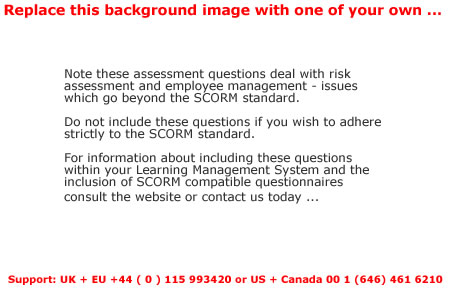 Replace this background image with one of your own ...
Note these assessment questions deal with risk
assessment and employee management - issues
which go beyond the SCORM standard.
Do not include these questions if you wish to adhere
strictly to the SCORM standard.
For information about including these questions
within your Learning Management System and the
inclusion of SCORM compatible questionnaires
consult the website or contact us today ...
Support: UK + EU +44 ( 0 ) 115 993420 or US + Canada 00 1 (646) 461 6210